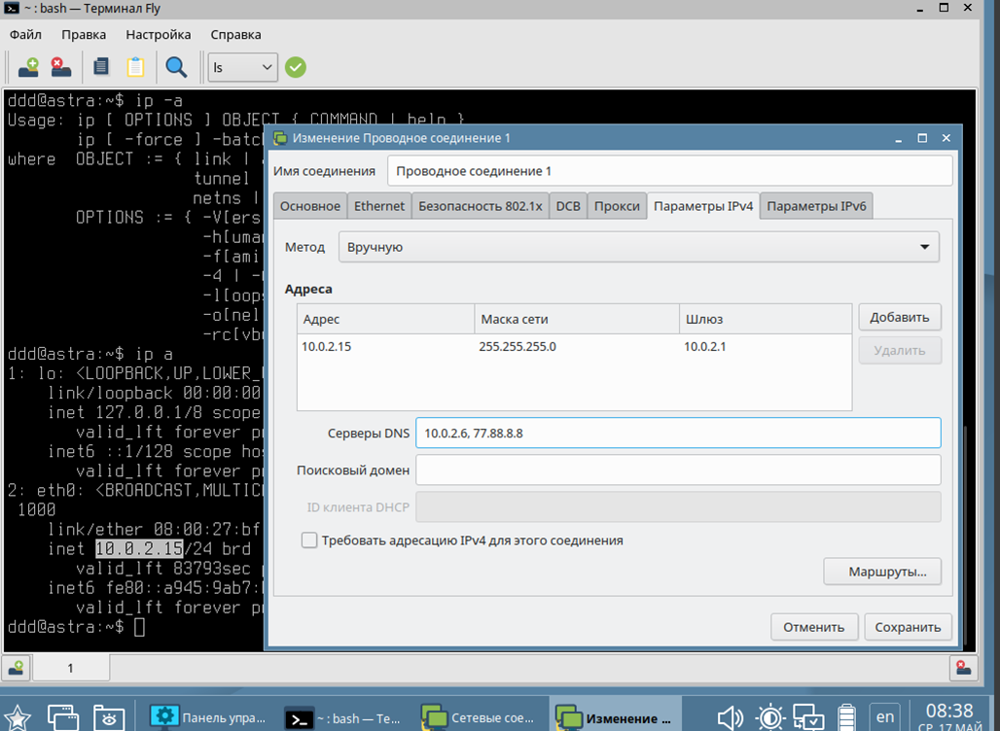 ~ : bash — Терминал Fly
Файл Правка Настройка Справка
ls
ddd@astra:~$ ip -a
Usage: ip [ OPTIONS ] OBJECT { COMMAND | help }
ip [ -force ] -batc
where OBJECT := { link |
tunnel
netns |
OPTIONS := { -V[ers
-h[uma
-f[ami
-4 | -
-l[oop
-o[ne
-rc[vb
ddd@astra:~$ ip a
1: lo: <LOOPBACK,UP,LOWER_
link/loopback 00:00:00
inet 127.0.0.1/8 scope
valid_lft forever p
inet6 ::1/128 scope ho
valid_lft forever p
2: eth0: <BROADCAST,MULTIC
1000
link/ether 08:00:27:bf
inet 10.0.2.15/24 brd
valid_lft 83793sec
inet6 fe80::a945:9ab7:
valid_lft forever p
ddd@astra:~$
1
Изменение Проводное соединение 1
Имя соединения Проводное соединение 1
Основное Ethernet Безопасность 802.1x DCB Прокси Параметры IPv4 Параметры IPv6
Метод Вручную
Адреса
Адрес Маска сети Шлюз Добавить
10.0.2.15 255.255.255.0 10.0.2.1 Удалить
Серверы DNS 10.0.2.6, 77.88.8.8
Поисковый домен
ID клиента DHCP
Требовать адресацию IPv4 для этого соединения
Маршруты...
Отменить Сохранить
Панель упра... ~ : bash — Те... Сетевые сое... Изменение ... en 08:38
СР, 17 МАЙ